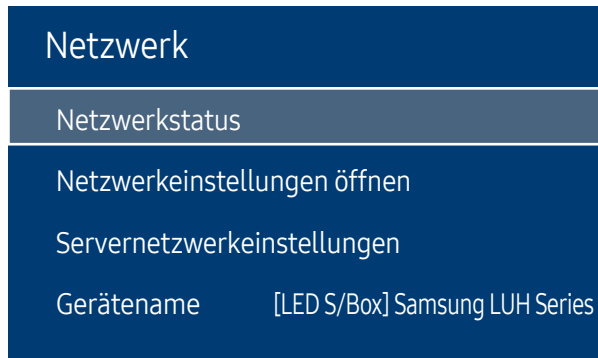 Netzwerk
Netzwerkstatus
Netzwerkeinstellungen öffnen
Servernetzwerkeinstellungen
Gerätename [LED S/Box] Samsung LUH Series